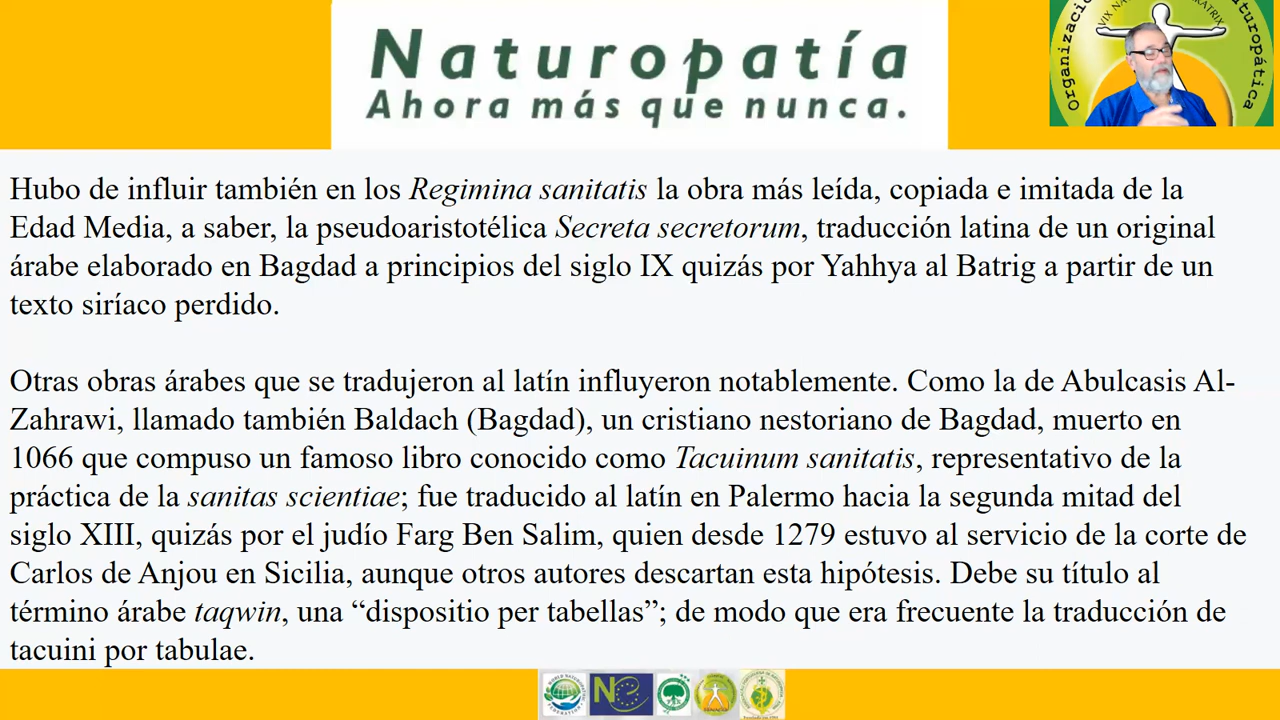 Naturopatía
Ahora más que nunca.
Organizació
VIX NA
RATRIX
turopática
Hubo de influir también en los Regimina sanitatis la obra más leída, copiada e imitada de la
Edad Media, a saber, la pseudoaristotélica Secreta secretorum, traducción latina de un original
árabe elaborado en Bagdad a principios del siglo IX quizás por Yahhya al Batrig a partir de un
texto siríaco perdido.
Otras obras árabes que se tradujeron al latín influyeron notablemente. Como la de Abulcasis Al-
Zahrawi, llamado también Baldach (Bagdad), un cristiano nestoriano de Bagdad, muerto en
1066 que compuso un famoso libro conocido como Tacuinum sanitatis, representativo de la
práctica de la sanitas scientiae; fue traducido al latín en Palermo hacia la segunda mitad del
siglo XIII, quizás por el judío Farg Ben Salim, quien desde 1279 estuvo al servicio de la corte de
Carlos de Anjou en Sicilia, aunque otros autores descartan esta hipótesis. Debe su título al
término árabe taqwin, una “dispositio per tabellas”; de modo que era frecuente la traducción de
tacuini por tabulae.